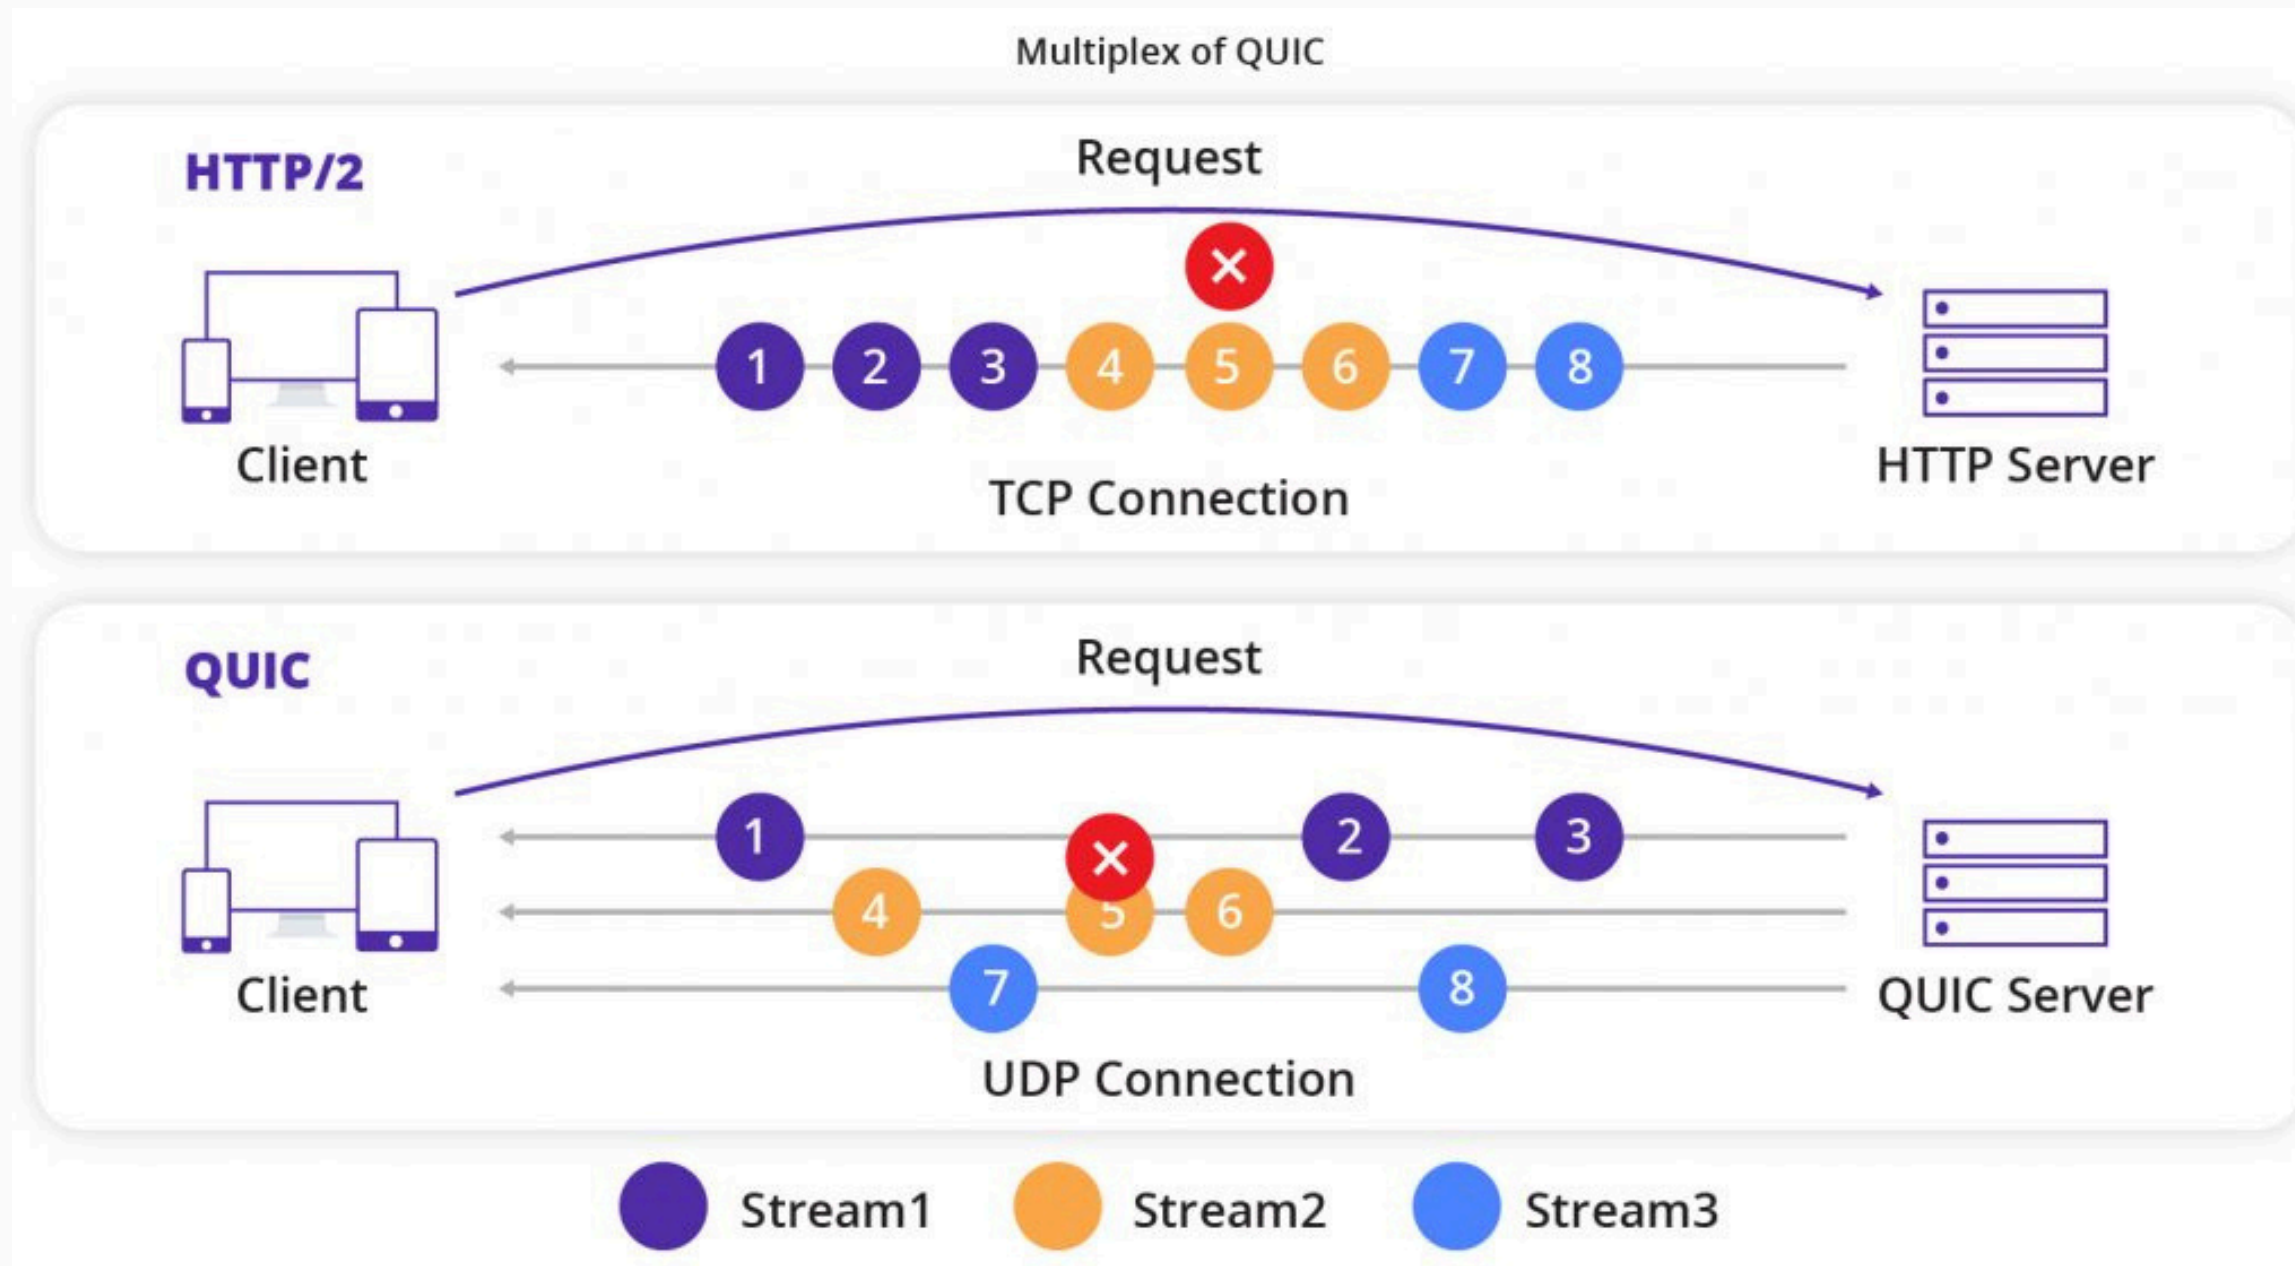 Multiplex of QUIC
HTTP/2
Request
1 2 3 4 5 6 7 8
Client
TCP Connection
HTTP Server
QUIC
Request
1 2 3
4 5 6
7 8
Client
UDP Connection
QUIC Server
Stream1 Stream2 Stream3